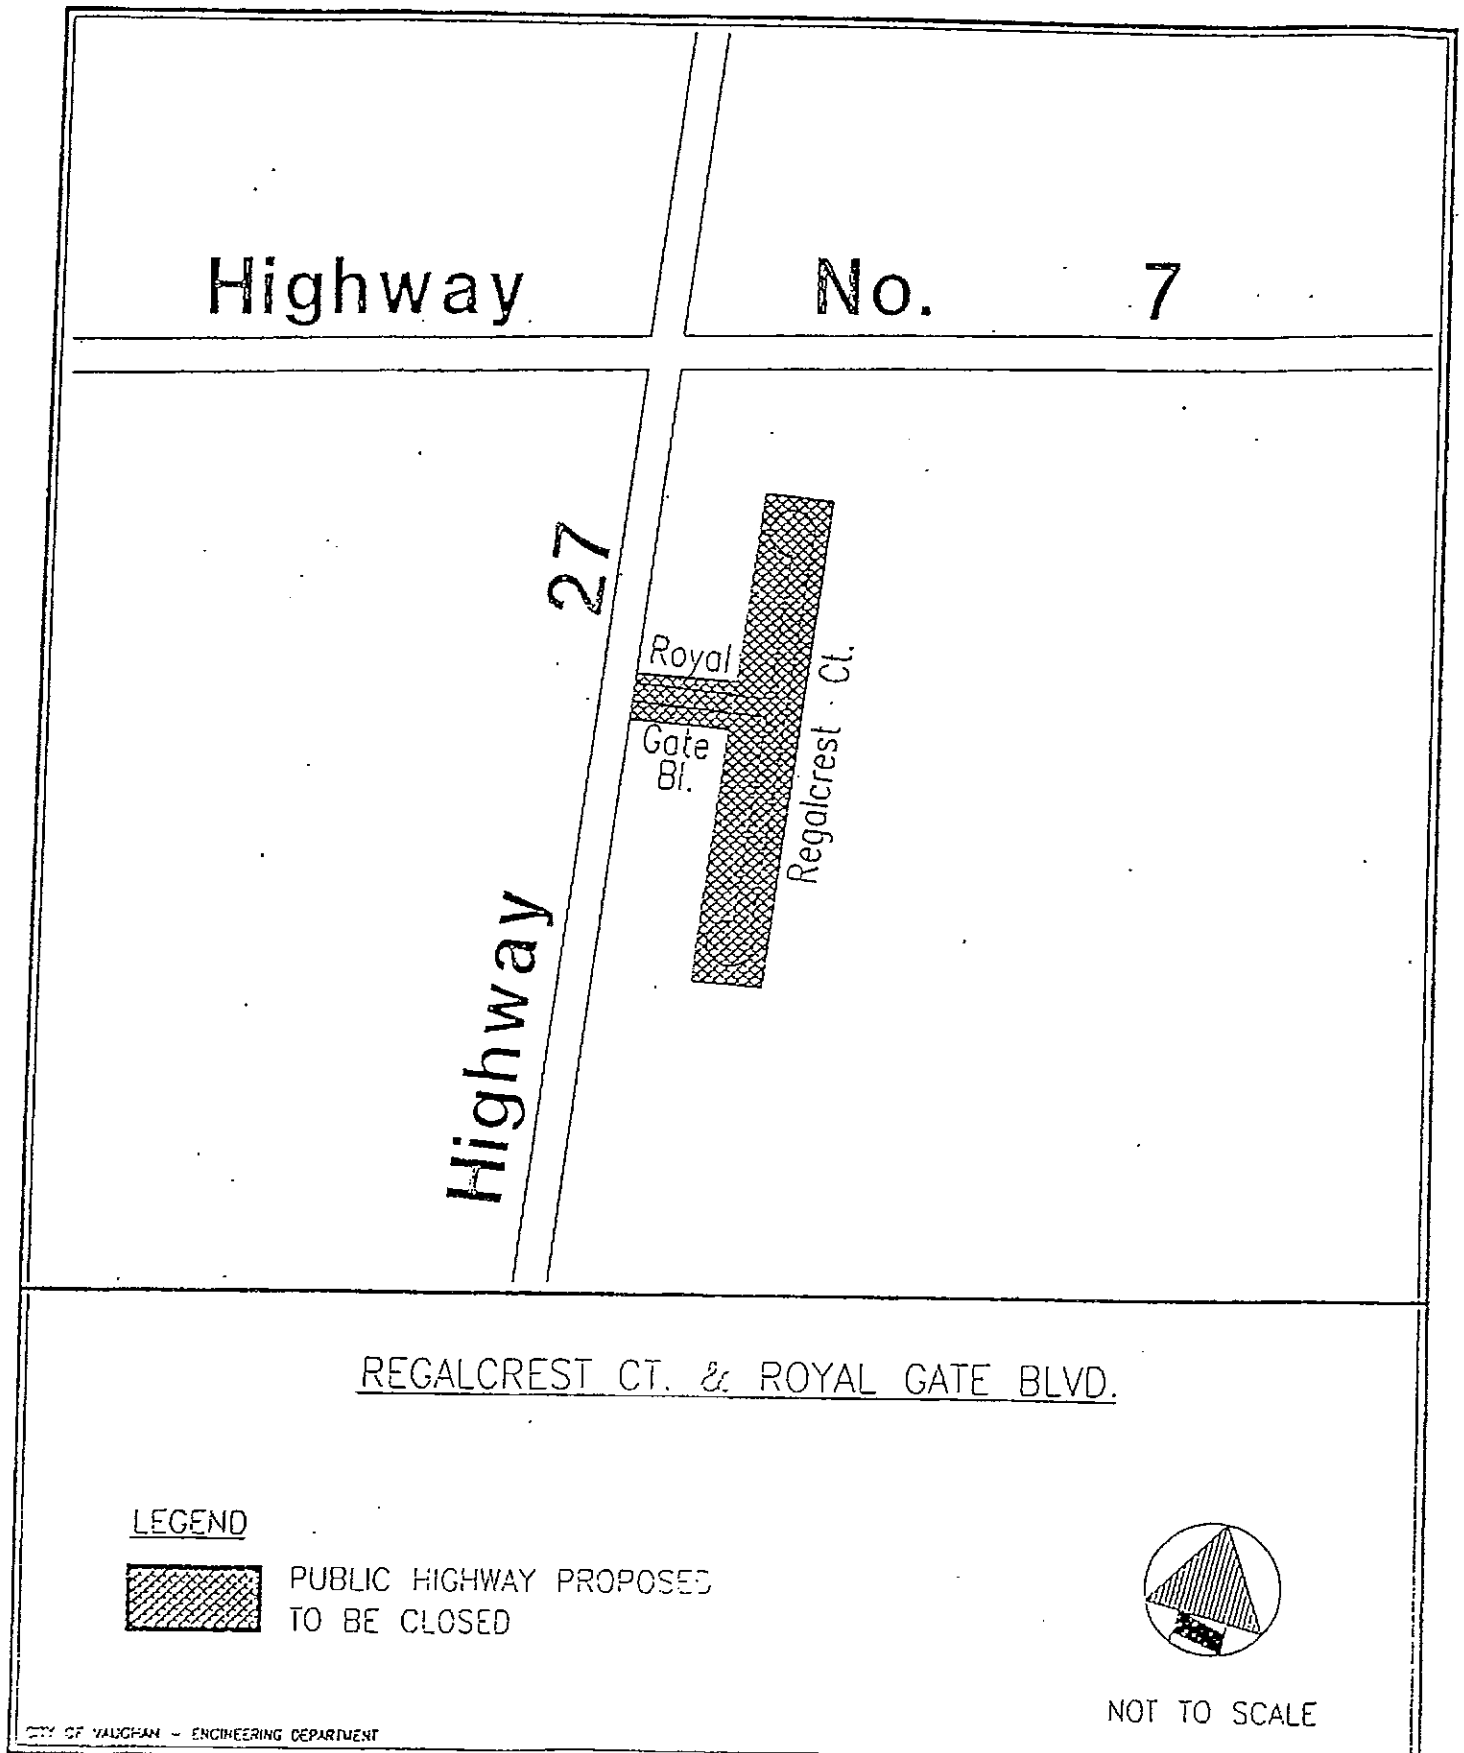 Highway No. 7
27
Highway
Royal
Gate
Bl.
Regalcrest Ct.
REGALCREST CT. & ROYAL GATE BLVD.
LEGEND
PUBLIC HIGHWAY PROPOSED
TO BE CLOSED
NOT TO SCALE
CITY OF VAUGHAN - ENGINEERING DEPARTMENT